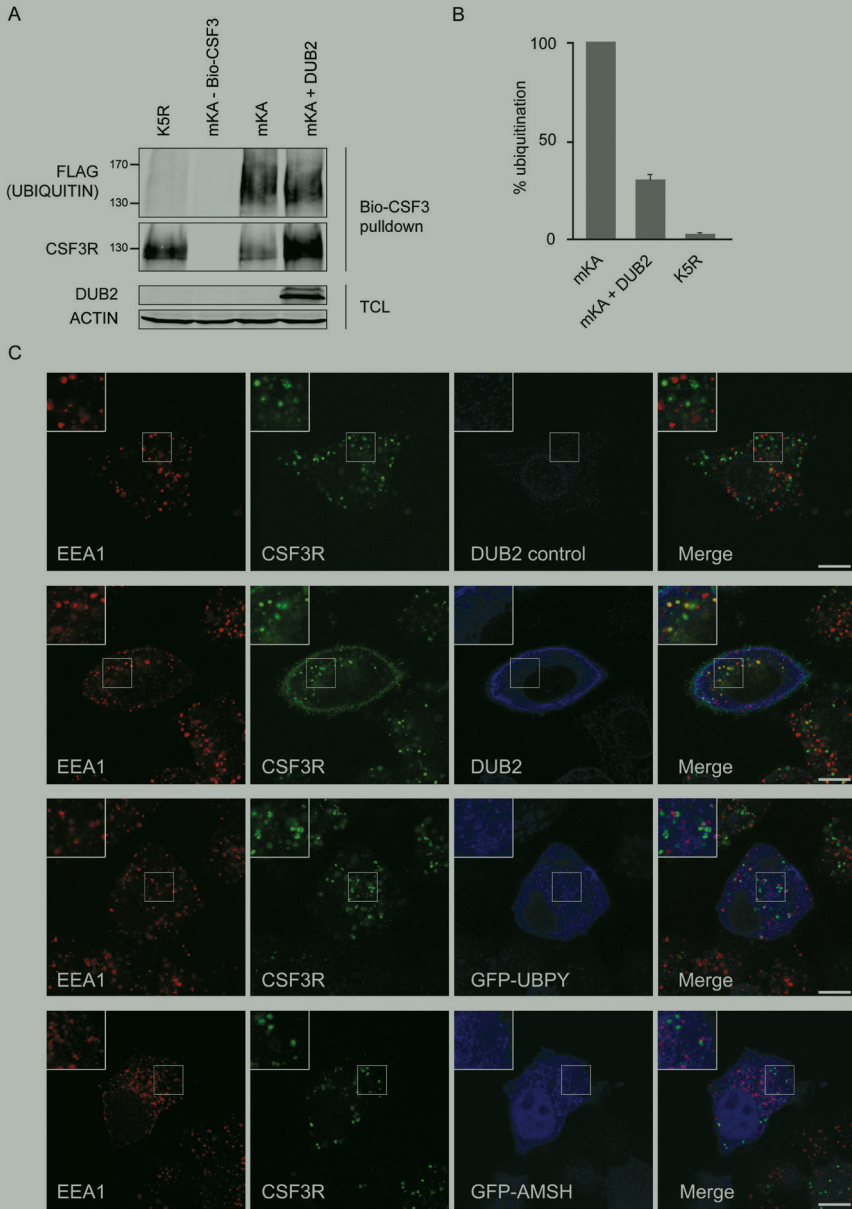 A
K5R
mKA - Bio-CSF3
mKA
mKA + DUB2
FLAG
(UBIQUITIN)
170
130
CSF3R
130
Bio-CSF3
pulldown
DUB2
ACTIN
TCL
B
% ubiquitination
100
50
0
mKA
mKA + DUB2
K5R
C
EEA1
CSF3R
DUB2 control
Merge
EEA1
CSF3R
DUB2
Merge
EEA1
CSF3R
GFP-UBPY
Merge
EEA1
CSF3R
GFP-AMSH
Merge